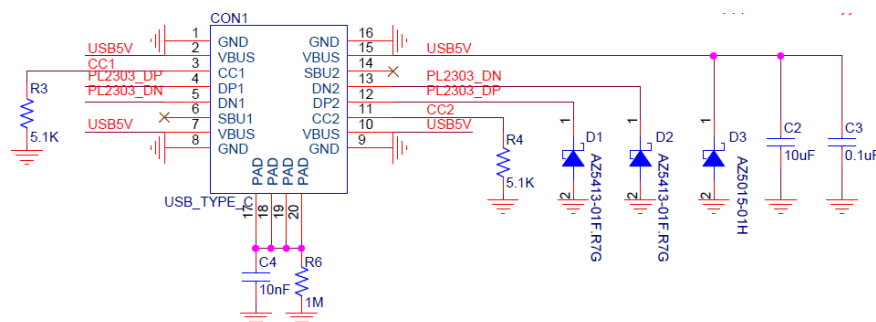 CON1
1 GND GND 16
USB5V 2 VBUS VBUS 15 USB5V
CC1 3 CC1 SBU2 14
PL2303_DP 4 DP1 DN2 13 PL2303_DN
PL2303_DN 5 DN1 DP2 12 PL2303_DP
6 SBU1 CC2 11 CC2
USB5V 7 VBUS VBUS 10 USB5V
8 GND GND 9
R3
5.1K
PAD PAD PAD PAD
USB_TYPE_C
17 18 19 20
C4
10nF
R6
1M
R4
5.1K
1
D1
2
AZ5413-01F.R7G
1
D2
2
AZ5413-01F.R7G
1
D3
2
AZ5015-01H
C2
10uF
C3
0.1uF